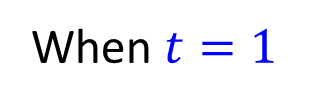 When t = 1